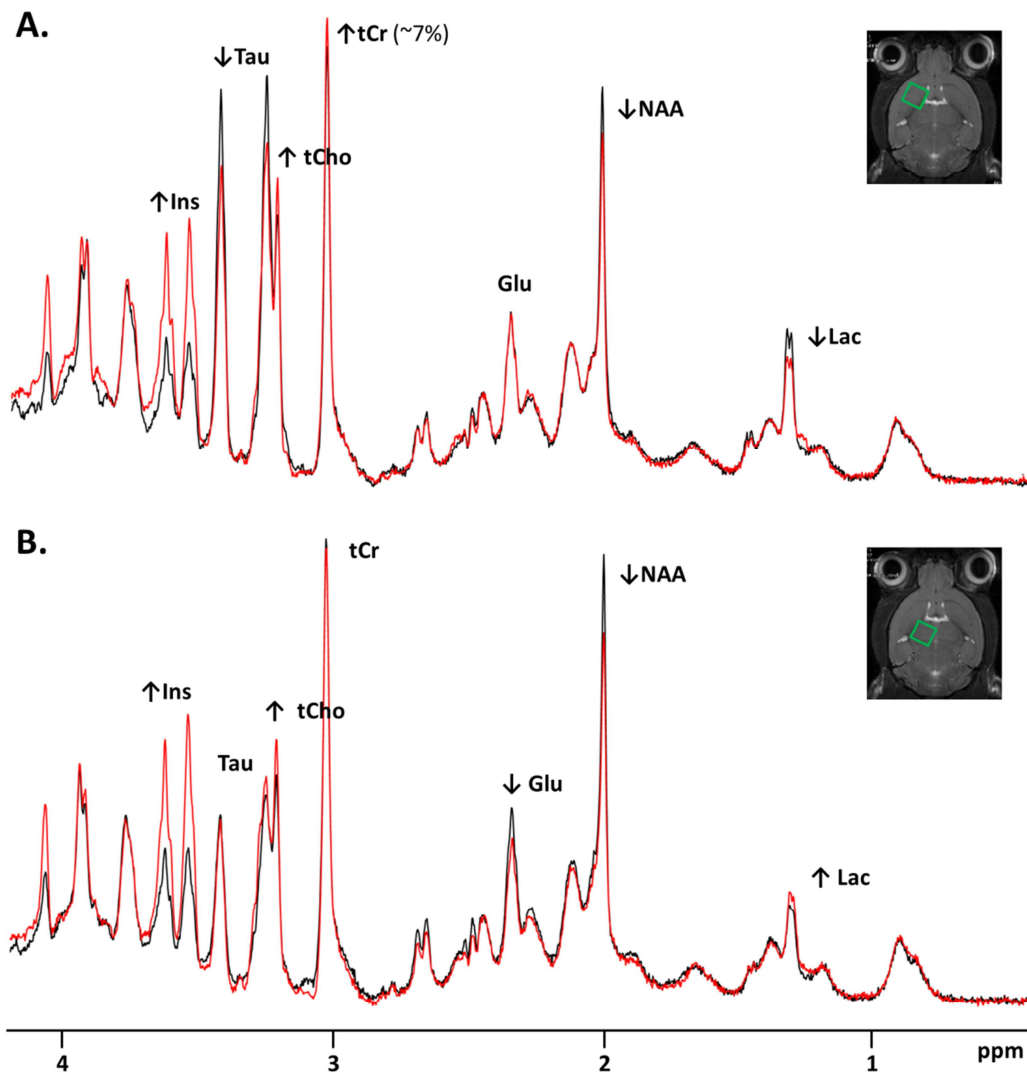 A.
↑tCr (~7%)
↓Tau
↓NAA
↑ tCho
↑Ins
Glu
↓Lac
B.
tCr
↓NAA
↑Ins
↑ tCho
Tau
↓ Glu
↑ Lac
4 3 2 1 ppm